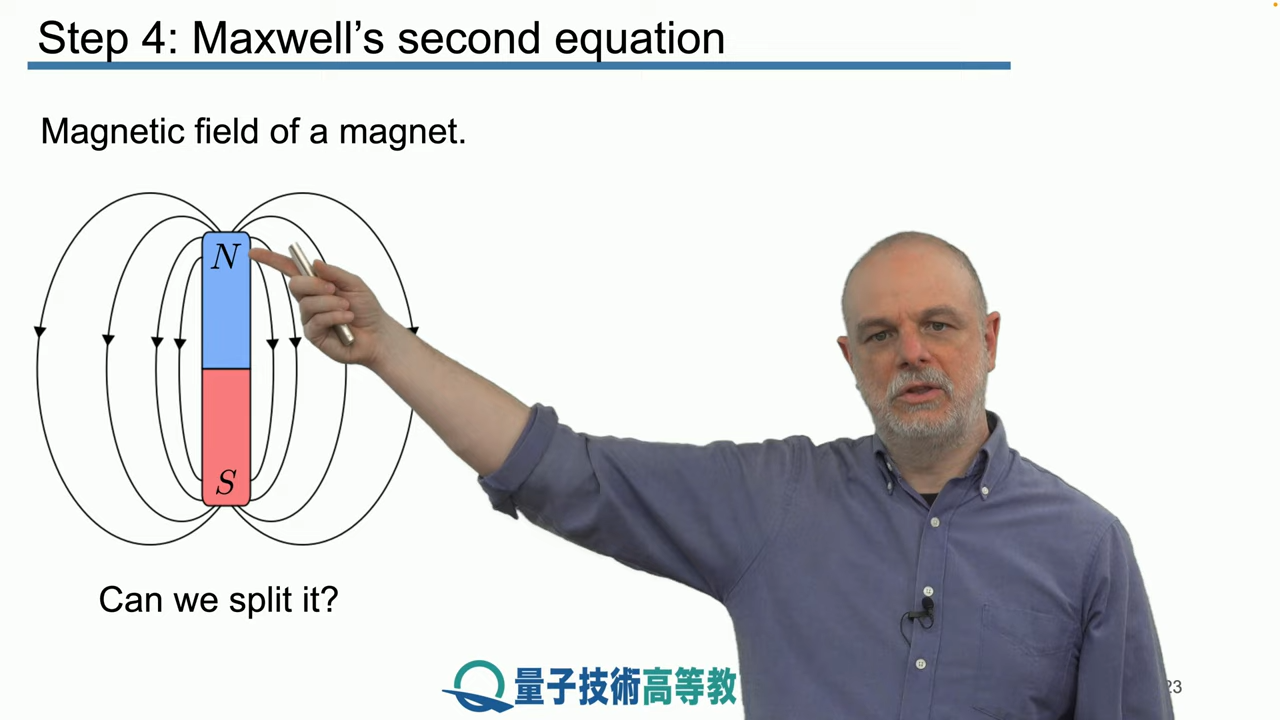 Step 4: Maxwell’s second equation
Magnetic field of a magnet.
N
S
Can we split it?
量子技術高等教
23